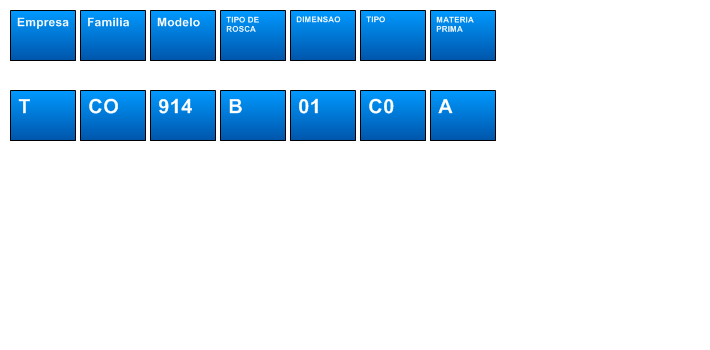 Empresa Familia Modelo TIPO DE ROSCA DIMENSAO TIPO MATERIA PRIMA
T CO 914 B 01 C0 A